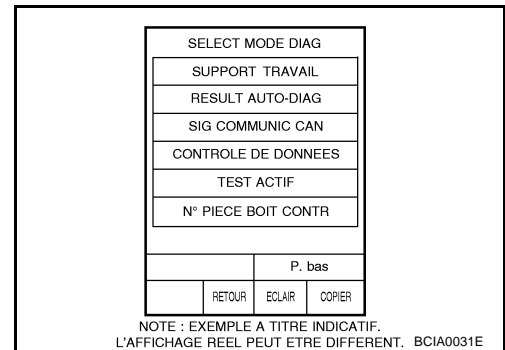 SELECT MODE DIAG
SUPPORT TRAVAIL
RESULT AUTO-DIAG
SIG COMMUNIC CAN
CONTROLE DE DONNEES
TEST ACTIF
N° PIECE BOIT CONTR
P. bas
RETOUR ECLAIR COPIER
NOTE : EXEMPLE A TITRE INDICATIF.
L'AFFICHAGE REEL PEUT ETRE DIFFERENT. BCIA0031E